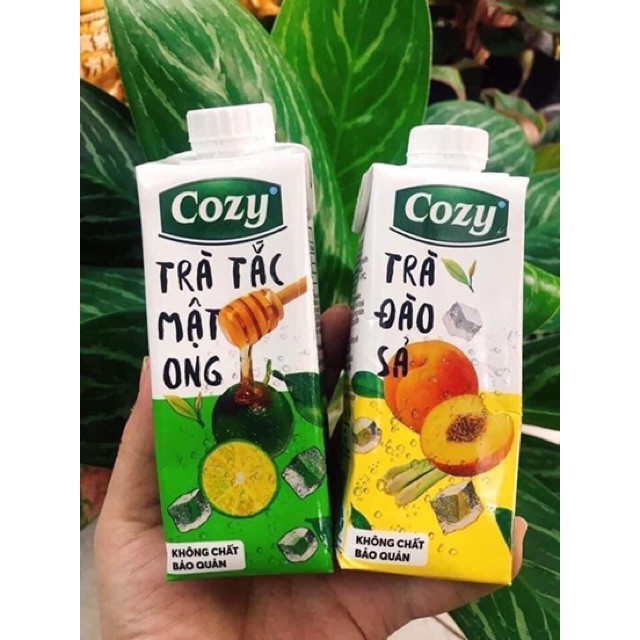 Cozy
TRÀ TẮC
MẬT
ONG
KHÔNG CHẤT
BẢO QUẢN
Cozy
TRÀ
ĐÀO
SẢ
KHÔNG CHẤT
BẢO QUẢN